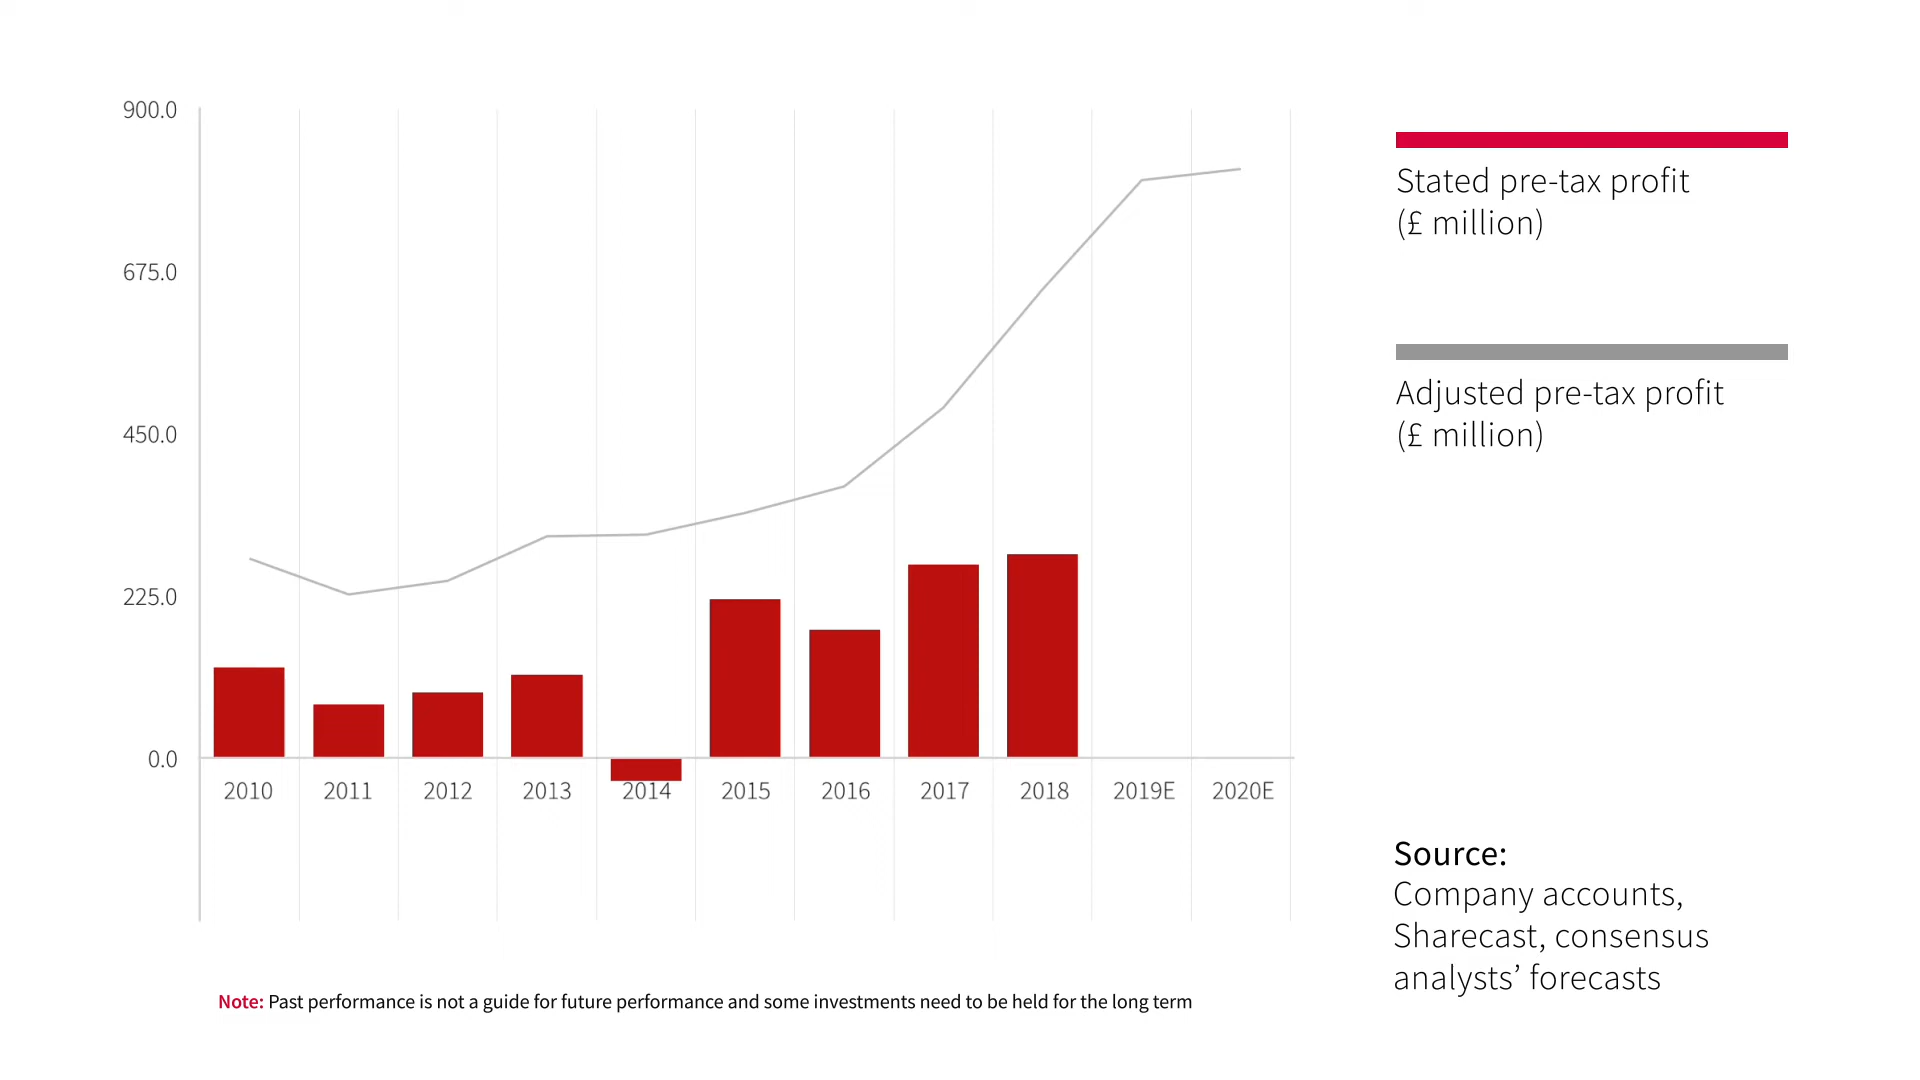 900.0
675.0
450.0
225.0
0.0
2010 2011 2012 2013 2014 2015 2016 2017 2018 2019E 2020E
Stated pre-tax profit
(£ million)
Adjusted pre-tax profit
(£ million)
Source:
Company accounts,
Sharecast, consensus
analysts’ forecasts
Note: Past performance is not a guide for future performance and some investments need to be held for the long term